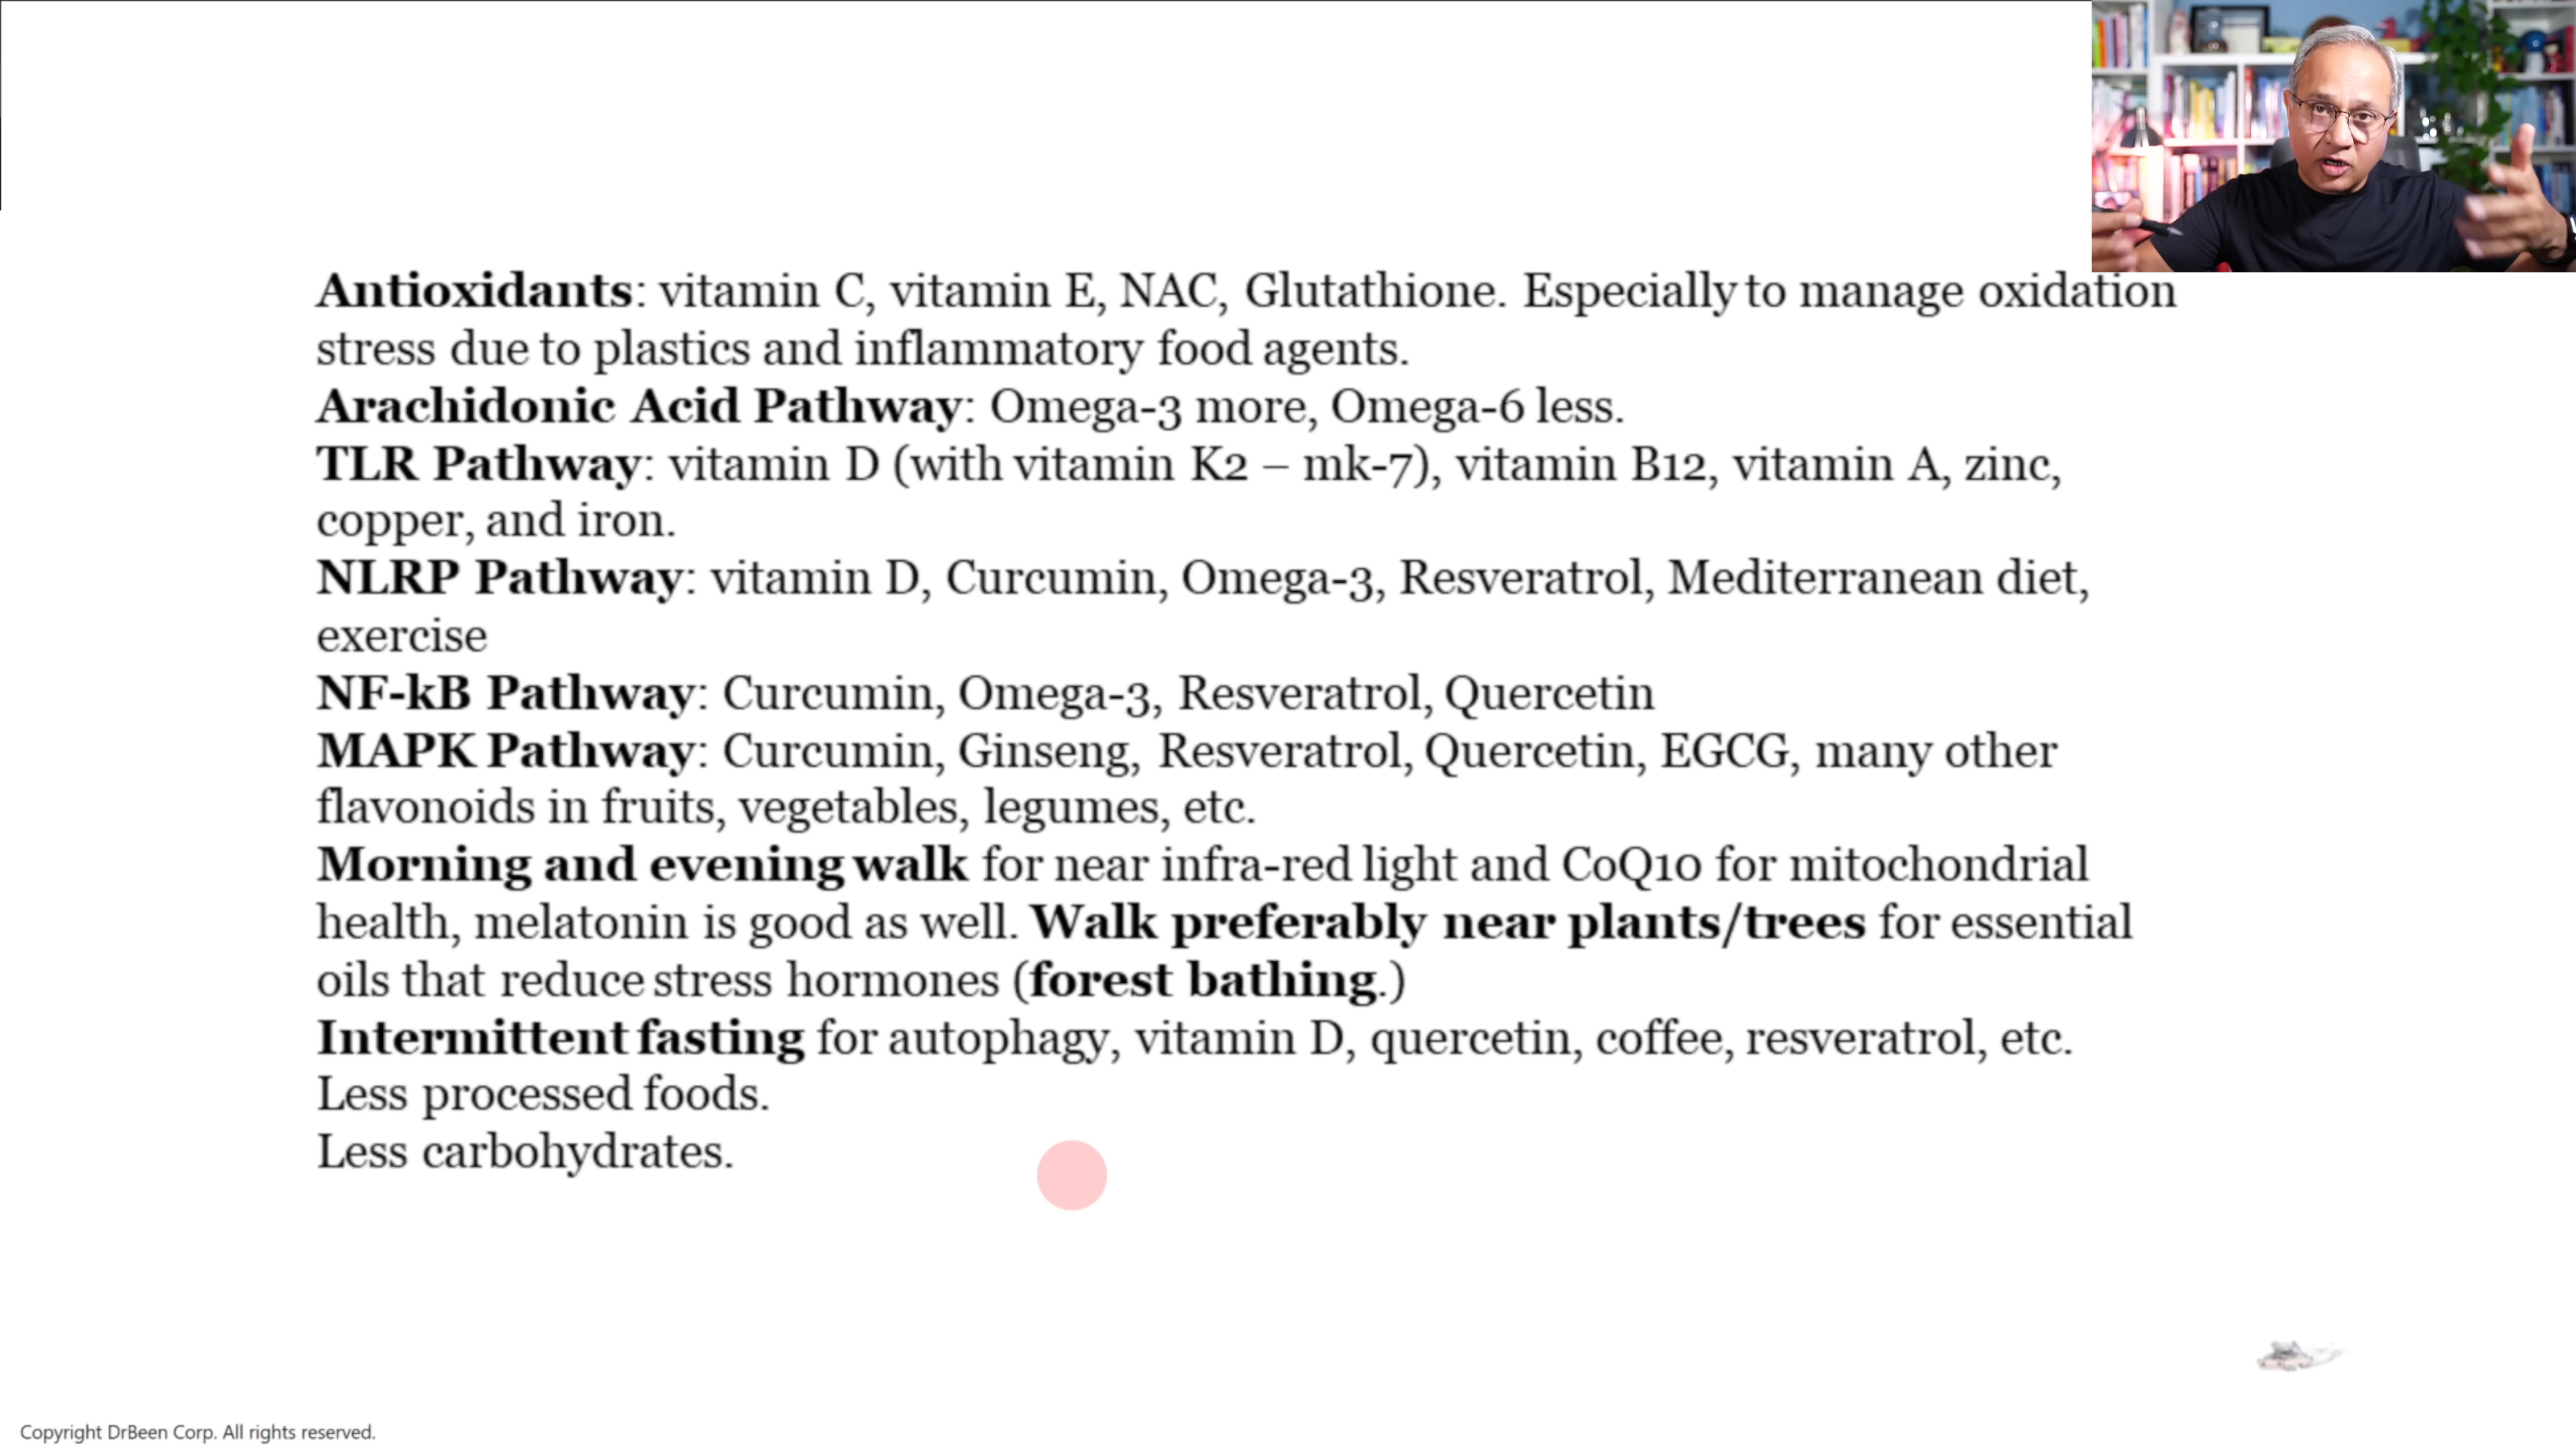 Antioxidants: vitamin C, vitamin E, NAC, Glutathione. Especially to manage oxidation
stress due to plastics and inflammatory food agents.
Arachidonic Acid Pathway: Omega-3 more, Omega-6 less.
TLR Pathway: vitamin D (with vitamin K2 – mk-7), vitamin B12, vitamin A, zinc,
copper, and iron.
NLRP Pathway: vitamin D, Curcumin, Omega-3, Resveratrol, Mediterranean diet,
exercise
NF-kB Pathway: Curcumin, Omega-3, Resveratrol, Quercetin
MAPK Pathway: Curcumin, Ginseng, Resveratrol, Quercetin, EGCG, many other
flavonoids in fruits, vegetables, legumes, etc.
Morning and evening walk for near infra-red light and CoQ10 for mitochondrial
health, melatonin is good as well. Walk preferably near plants/trees for essential
oils that reduce stress hormones (forest bathing.)
Intermittent fasting for autophagy, vitamin D, quercetin, coffee, resveratrol, etc.
Less processed foods.
Less carbohydrates.
Copyright DrBeen Corp. All rights reserved.